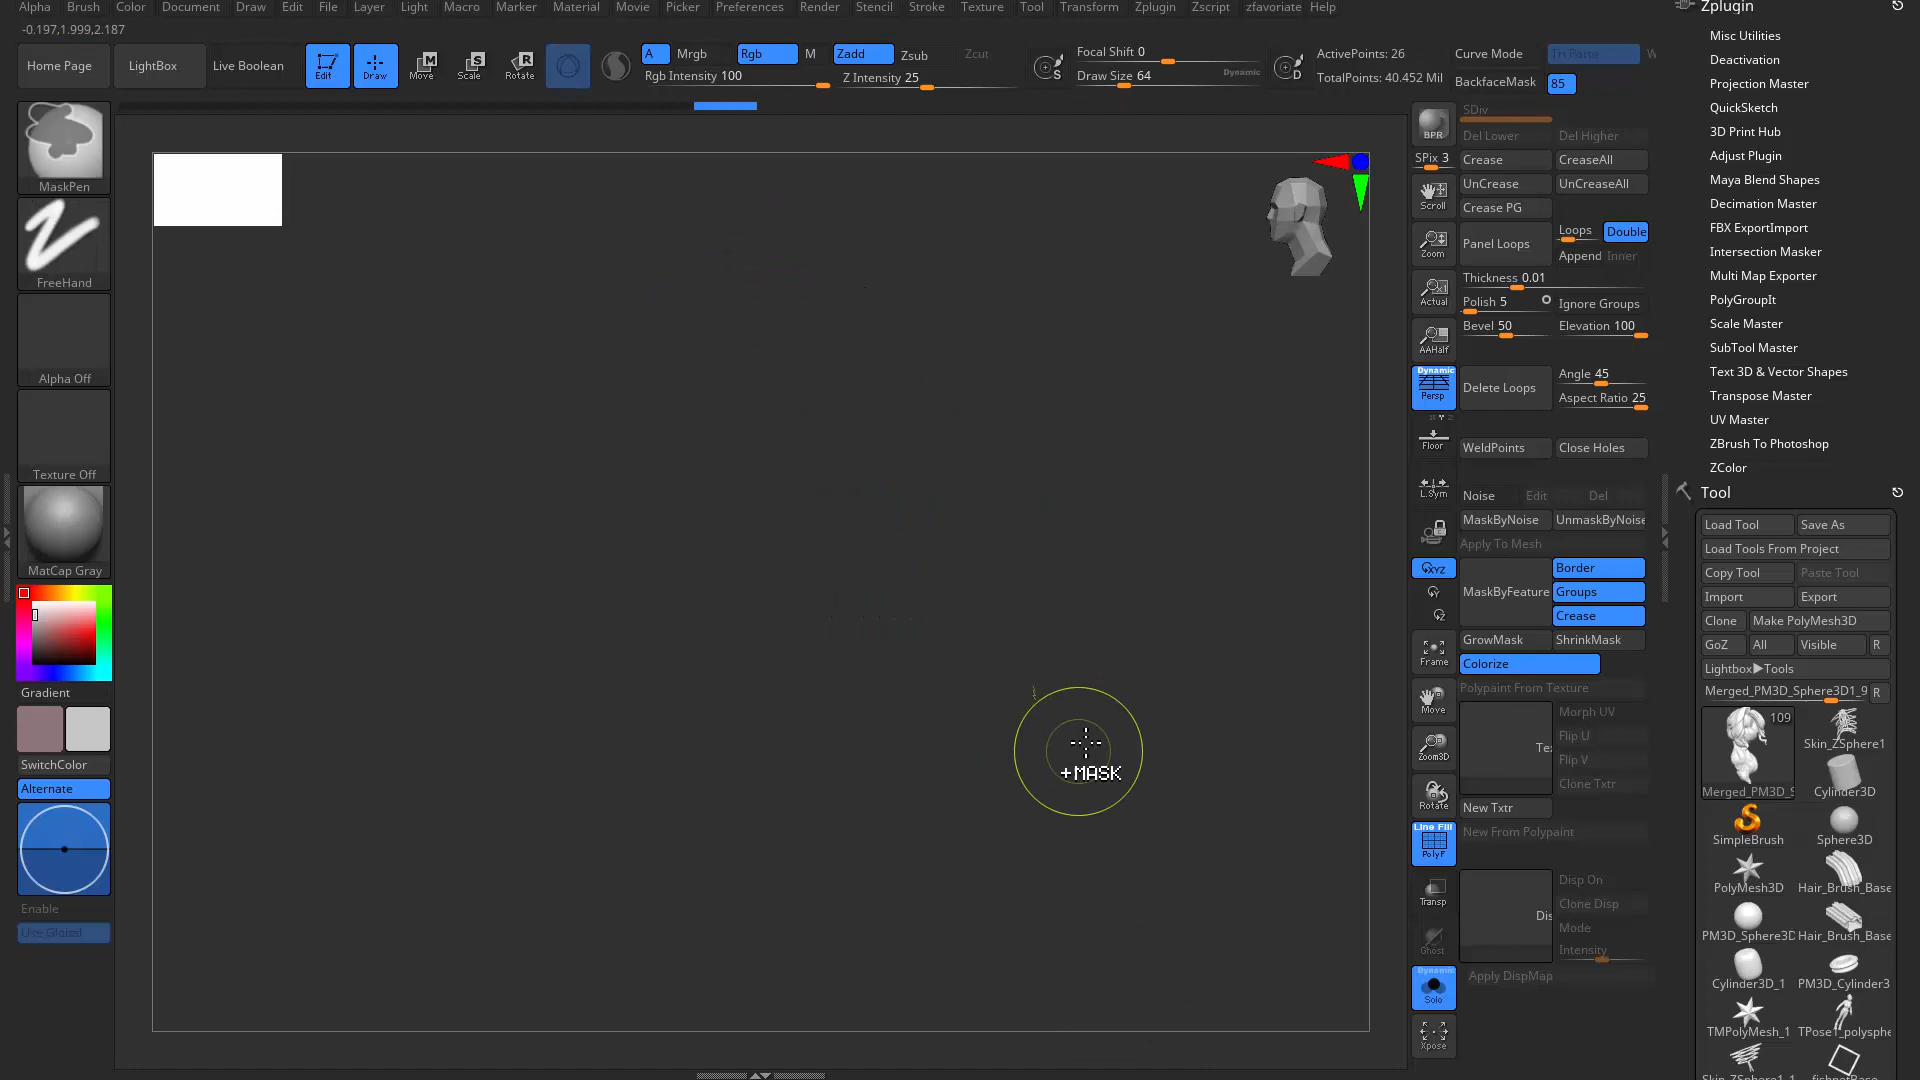 Alpha Brush Color Document Draw Edit File Layer Light Macro Marker Material Movie Picker Preferences Render Stencil Stroke Texture Tool Transform Zplugin Zscript zfavoriate Help
-0.197,1.999,2.187
Home Page LightBox Live Boolean Edit Draw Move Scale Rotate
A Mrgb Rgb M Zadd Zsub Zcut
Rgb Intensity 100 Z Intensity 25
S Focal Shift 0
Draw Size 64 Dynamic
D ActivePoints: 26 Curve Mode Tri Parts W
TotalPoints: 40.452 Mil BackfaceMask 85
MaskPen
FreeHand
Alpha Off
Texture Off
MatCap Gray
Gradient
SwitchColor
Alternate
Enable
Use Global
+MASK
BPR
SPix 3
Scroll
Zoom
Actual
AAHalf
Dynamic
Persp
Floor
L.Sym
XYZ
Y
Z
Frame
Move
Zoom3D
Rotate
Line Fill
PolyF
Transp
Ghost
Dynamic
Solo
Xpose
SDiv
Del Lower Del Higher
Crease CreaseAll
UnCrease UnCreaseAll
Crease PG
Panel Loops Loops Double
Append Inner
Thickness 0.01
Polish 5 Ignore Groups
Bevel 50 Elevation 100
Delete Loops Angle 45
Aspect Ratio 25
WeldPoints Close Holes
Noise Edit Del
MaskByNoise UnmaskByNoise
Apply To Mesh
MaskByFeature Border
Groups
Crease
GrowMask ShrinkMask
Colorize
Polypaint From Texture
Morph UV
Flip U
Te
Flip V
Clone Txtr
New Txtr
New From Polypaint
Disp On
Clone Disp
Dis
Mode
Intensity
Apply DispMap
Zplugin
Misc Utilities
Deactivation
Projection Master
QuickSketch
3D Print Hub
Adjust Plugin
Maya Blend Shapes
Decimation Master
FBX ExportImport
Intersection Masker
Multi Map Exporter
PolyGroupIt
Scale Master
SubTool Master
Text 3D & Vector Shapes
Transpose Master
UV Master
ZBrush To Photoshop
ZColor
Tool
Load Tool Save As
Load Tools From Project
Copy Tool Paste Tool
Import Export
Clone Make PolyMesh3D
GoZ All Visible R
Lightbox▶Tools
Merged_PM3D_Sphere3D1_9 R
109
Skin_ZSphere1
Merged_PM3D_S Cylinder3D
SimpleBrush Sphere3D
PolyMesh3D Hair_Brush_Base
PM3D_Sphere3D Hair_Brush_Base
Cylinder3D_1 PM3D_Cylinder3
TMPolyMesh_1 TPose1_polysphe
Skin_ZSphere1_1 fishnetBase